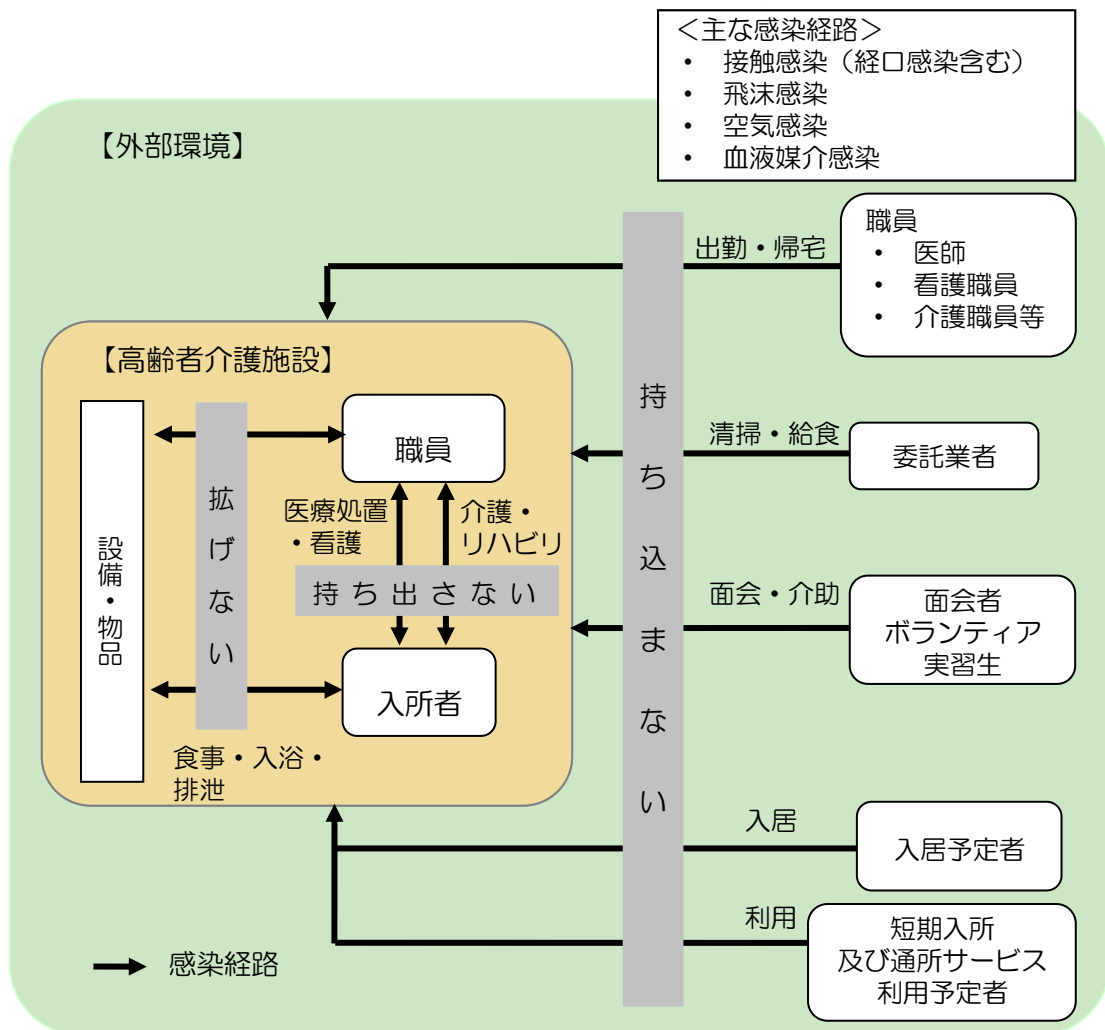 ＜主な感染経路＞
・ 接触感染（経口感染含む）
・ 飛沫感染
・ 空気感染
・ 血液媒介感染
【外部環境】
職員
・ 医師
・ 看護職員
・ 介護職員等
出勤・帰宅
【高齢者介護施設】
持ち込まない
清掃・給食
委託業者
職員
拡げない
医療処置
・看護
介護・
リハビリ
設備・物品
持ち出さない
面会・介助
面会者
ボランティア
実習生
入所者
食事・入浴・
排泄
入居
入居予定者
利用
短期入所
及び通所サービス
利用予定者
感染経路